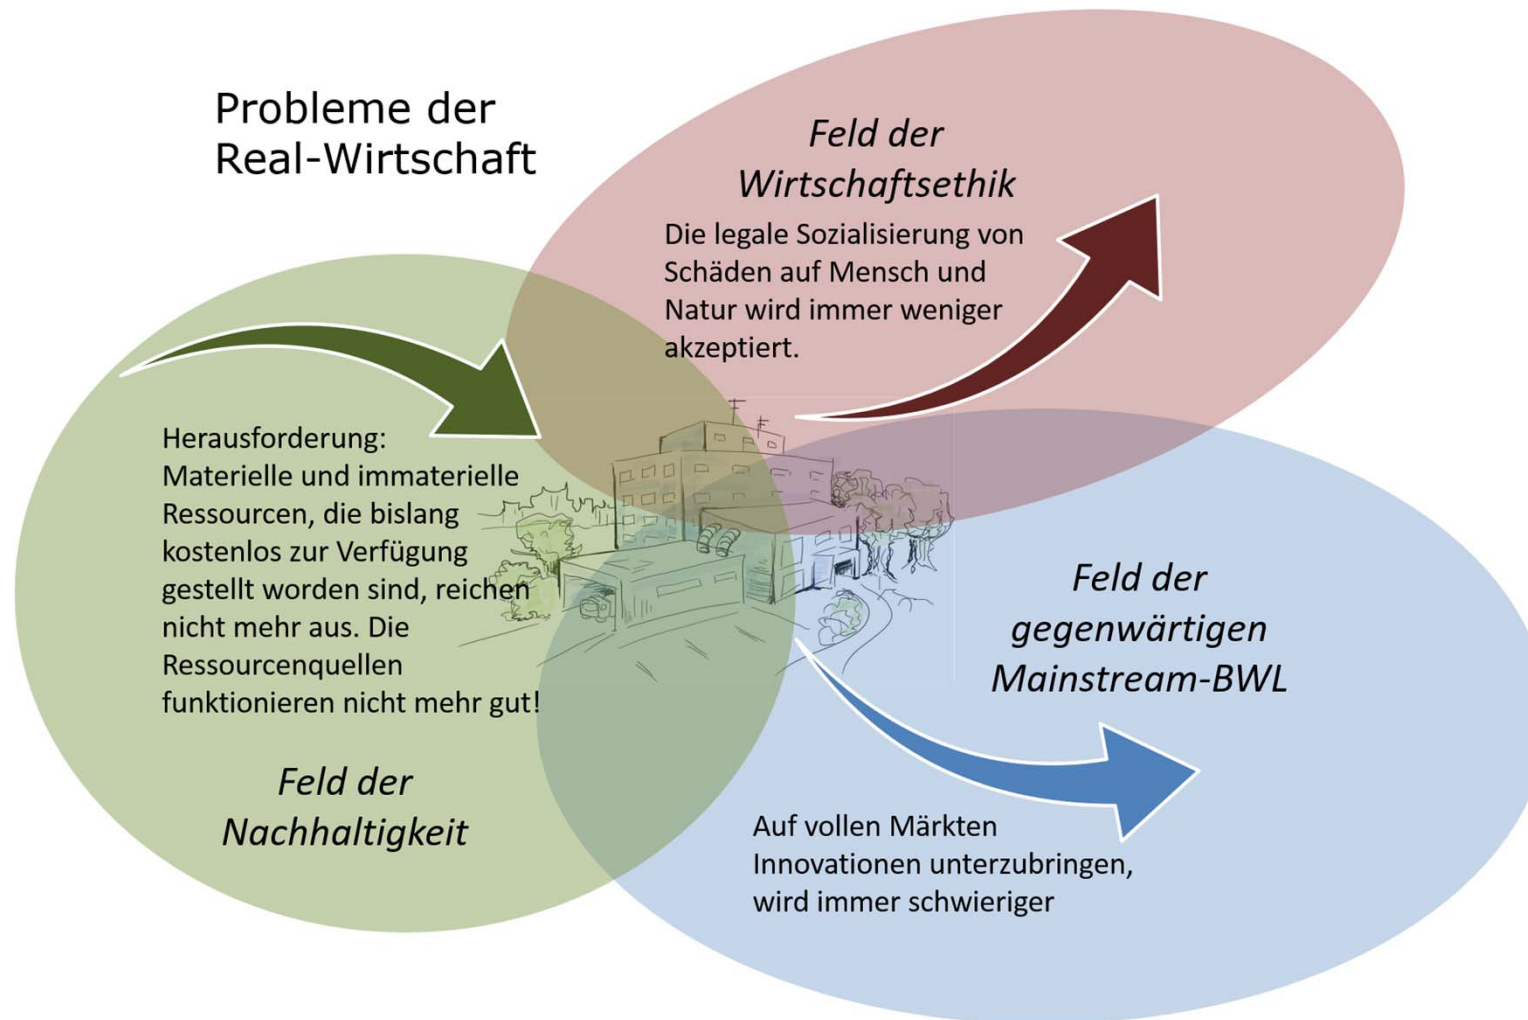 Probleme der
Real-Wirtschaft
Feld der
Wirtschaftsethik
Die legale Sozialisierung von
Schäden auf Mensch und
Natur wird immer weniger
akzeptiert.
Herausforderung:
Materielle und immaterielle
Ressourcen, die bislang
kostenlos zur Verfügung
gestellt worden sind, reichen
nicht mehr aus. Die
Ressourcenquellen
funktionieren nicht mehr gut!
Feld der
Nachhaltigkeit
Feld der
gegenwärtigen
Mainstream-BWL
Auf vollen Märkten
Innovationen unterzubringen,
wird immer schwieriger